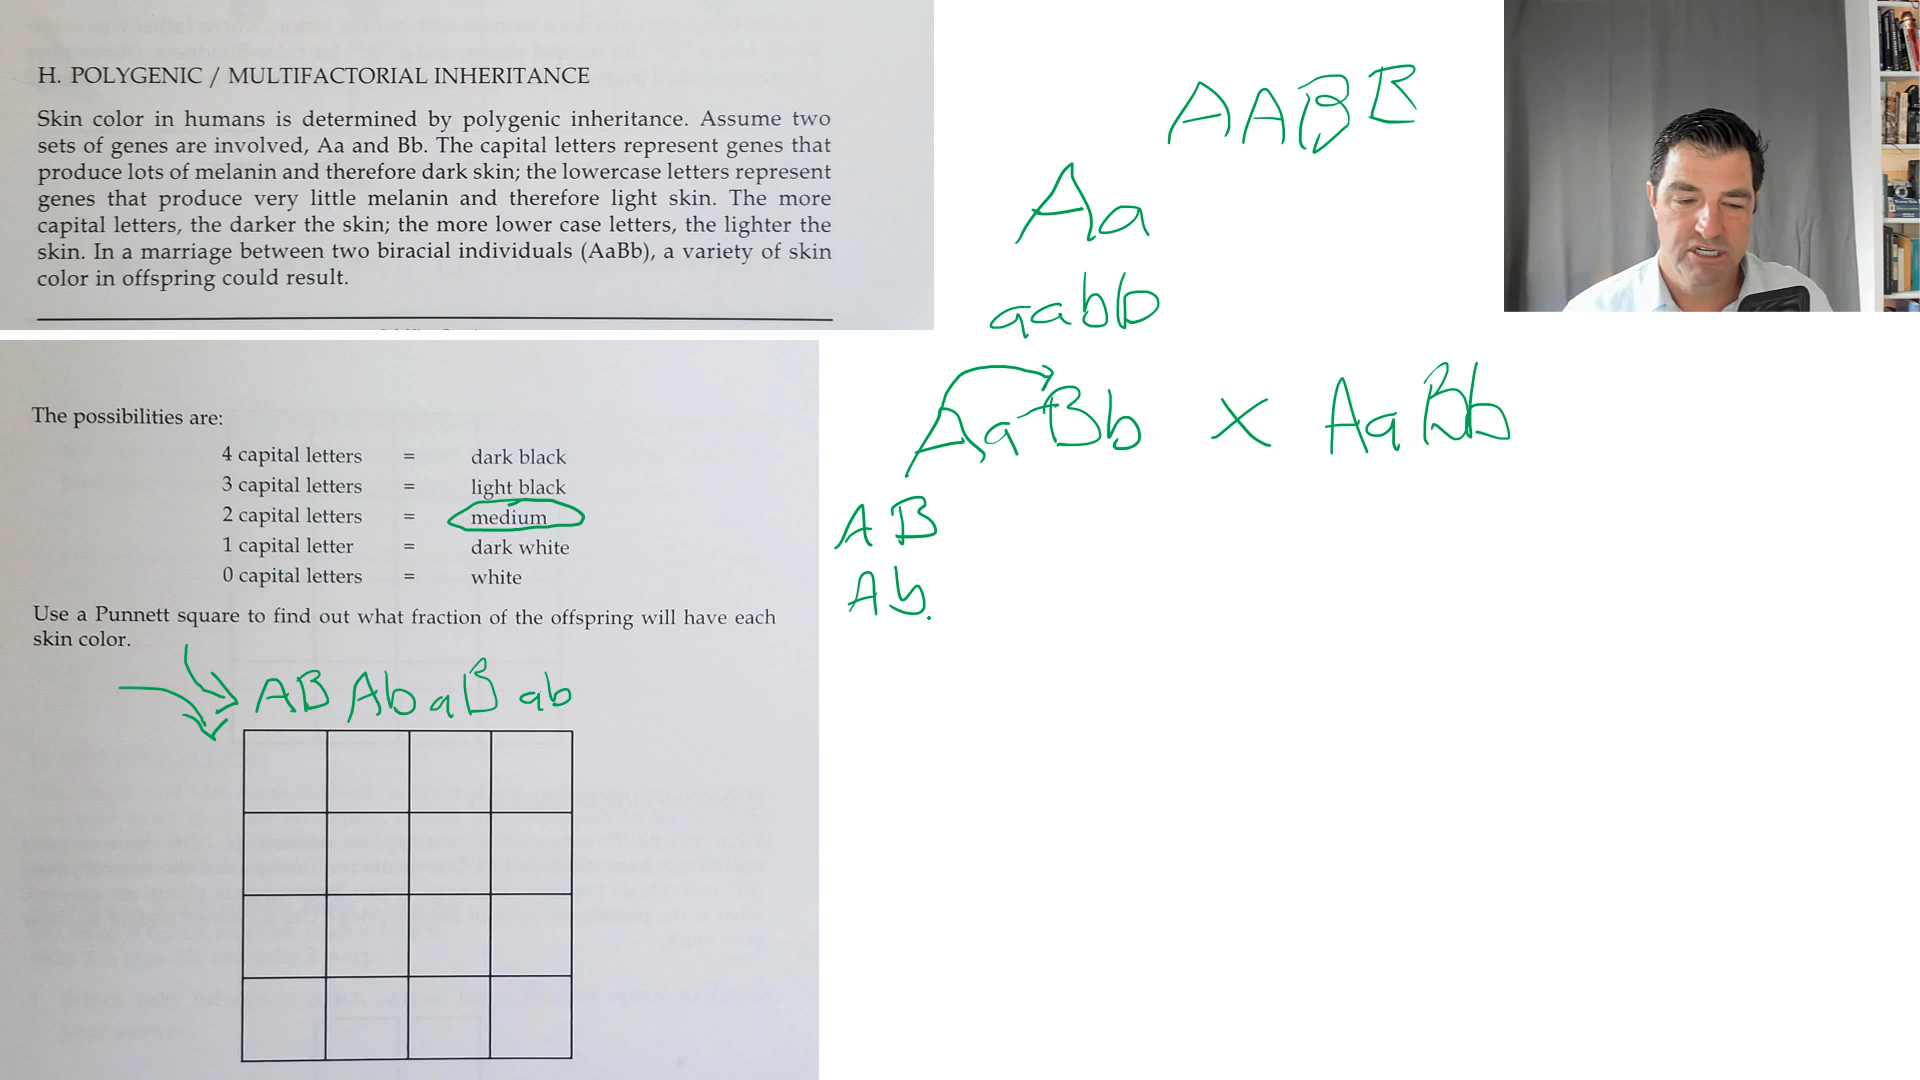 H. POLYGENIC / MULTIFACTORIAL INHERITANCE
Skin color in humans is determined by polygenic inheritance. Assume two
sets of genes are involved, Aa and Bb. The capital letters represent genes that
produce lots of melanin and therefore dark skin; the lowercase letters represent
genes that produce very little melanin and therefore light skin. The more
capital letters, the darker the skin; the more lower case letters, the lighter the
skin. In a marriage between two biracial individuals (AaBb), a variety of skin
color in offspring could result.
The possibilities are:
4 capital letters = dark black
3 capital letters = light black
2 capital letters = medium
1 capital letter = dark white
0 capital letters = white
Use a Punnett square to find out what fraction of the offspring will have each
skin color.
AB Ab aB ab
AABB
Aa
aabb
AaBb X AaBb
AB
Ab